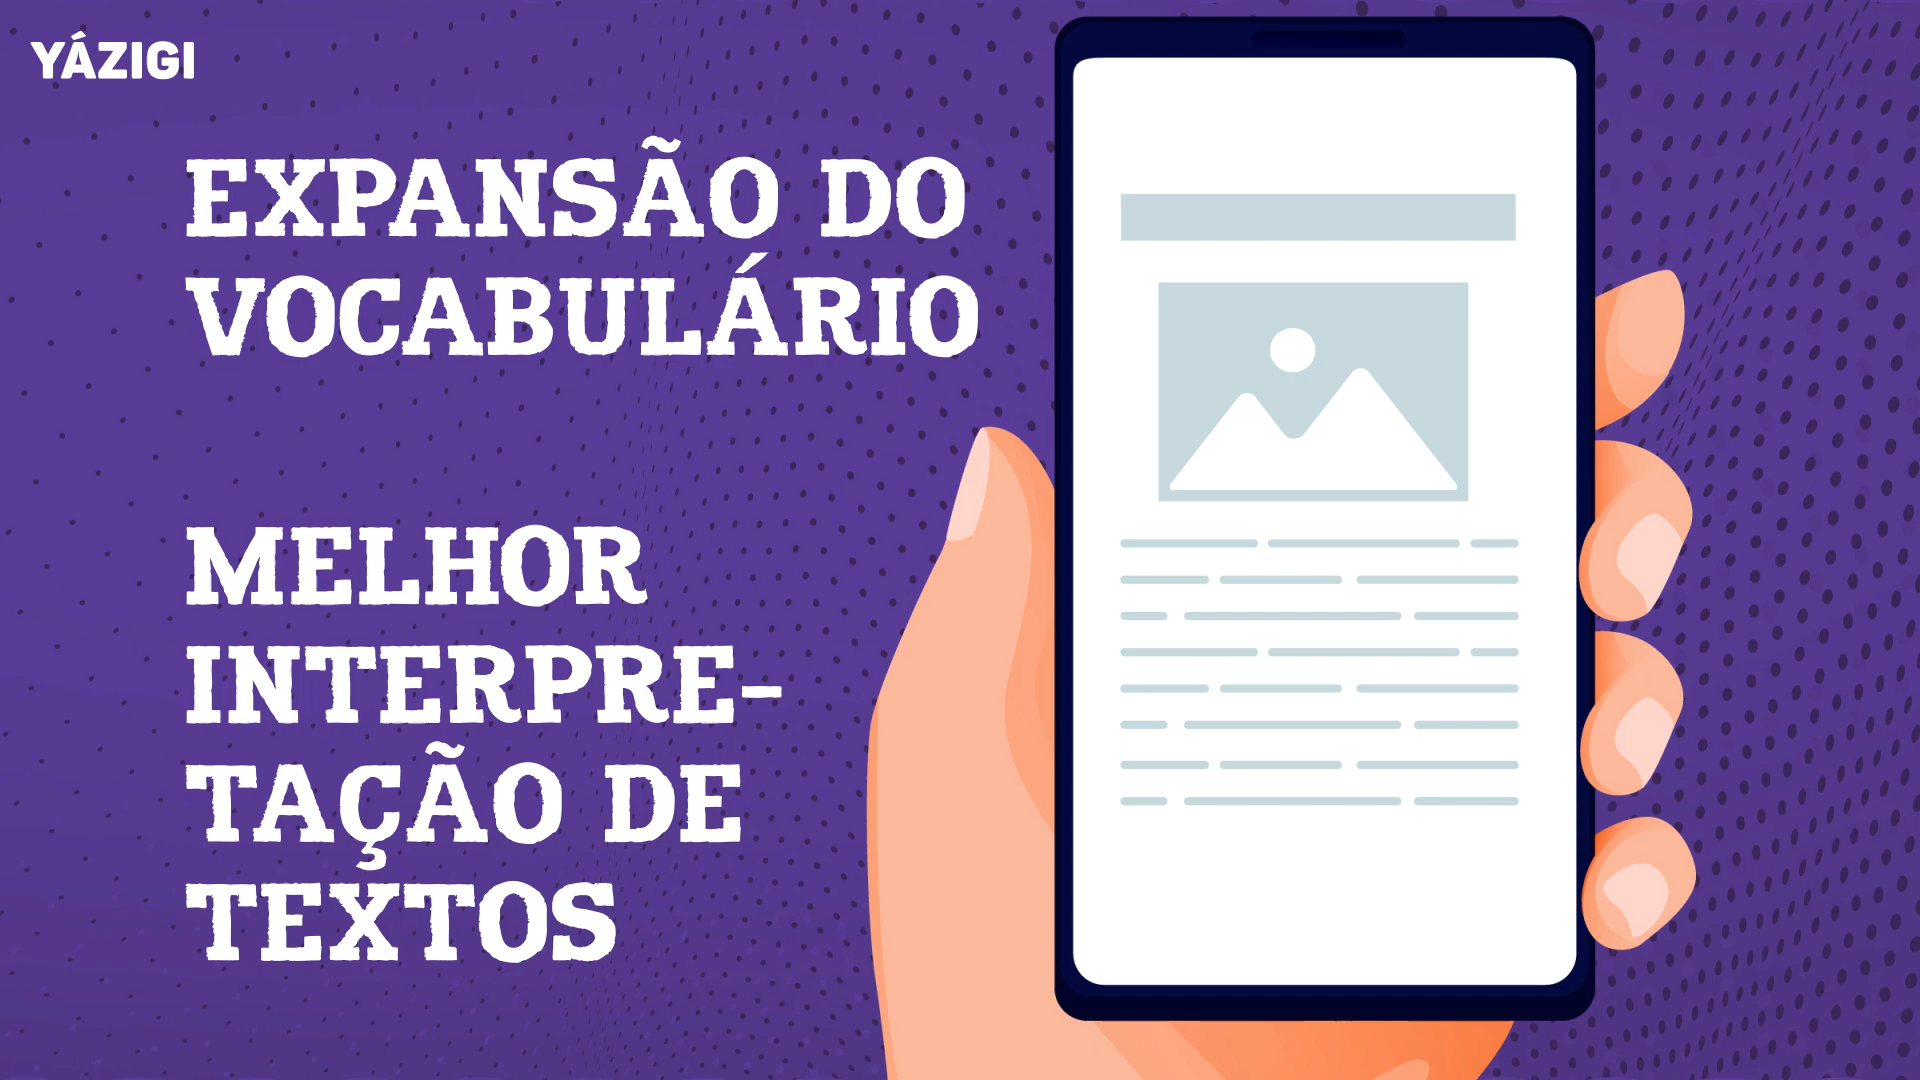 YÁZIGI
EXPANSÃO DO
VOCABULÁRIO
MELHOR
INTERPRE-
TAÇÃO DE
TEXTOS